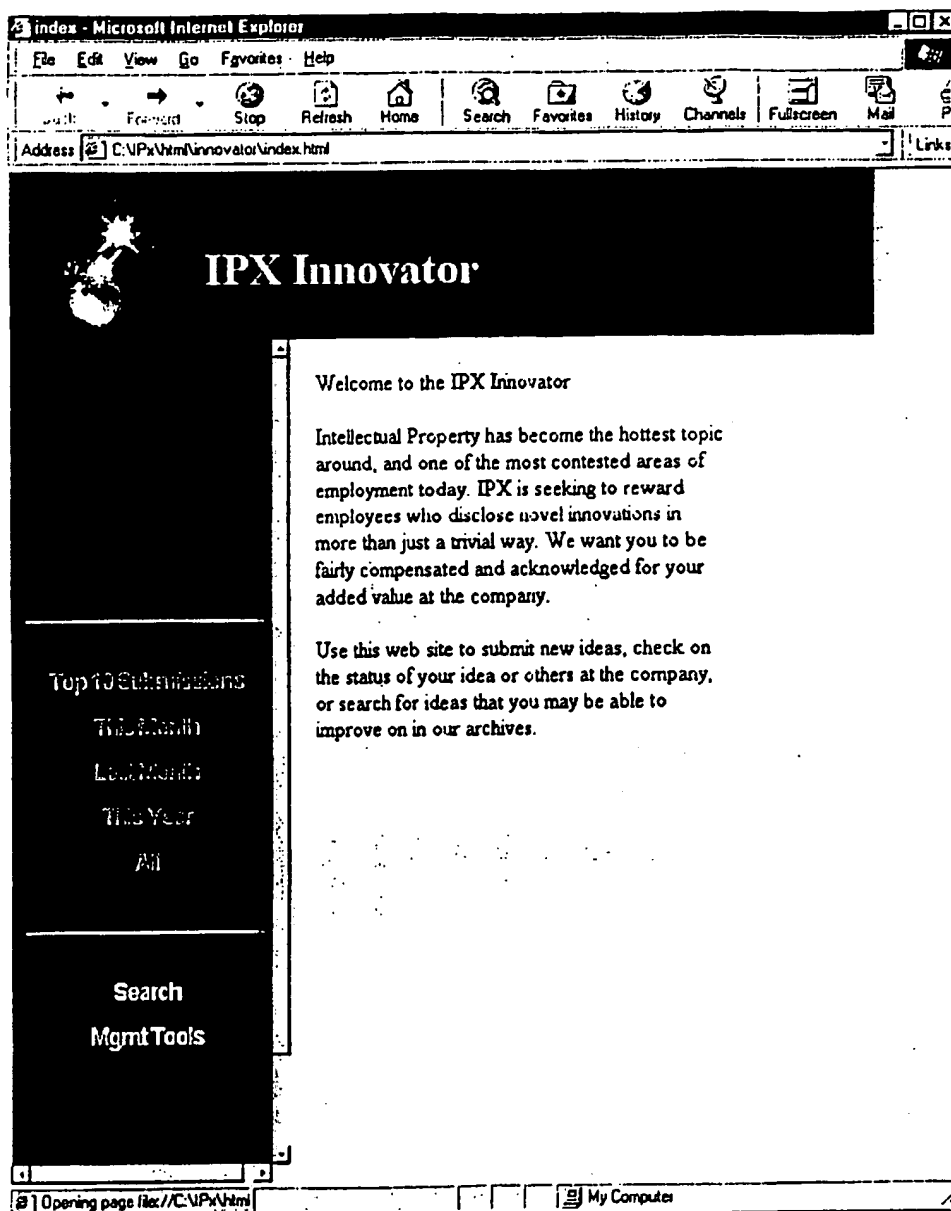 index - Microsoft Internet Explorer
File Edit View Go Favorites Help
Forward Stop Refresh Home Search Favorites History Channels Fullscreen Mail P
Address C:\IPx\html\innovator\index.html Links
IPX Innovator
Welcome to the IPX Innovator
Intellectual Property has become the hottest topic
around, and one of the most contested areas of
employment today. IPX is seeking to reward
employees who disclose novel innovations in
more than just a trivial way. We want you to be
fairly compensated and acknowledged for your
added value at the company.
Use this web site to submit new ideas, check on
the status of your idea or others at the company,
or search for ideas that you may be able to
improve on in our archives.
Top 10 Submissions
This Month
Last Month
This Year
All
Search
Mgmt Tools
Opening page file://C:\IPx\html My Computer